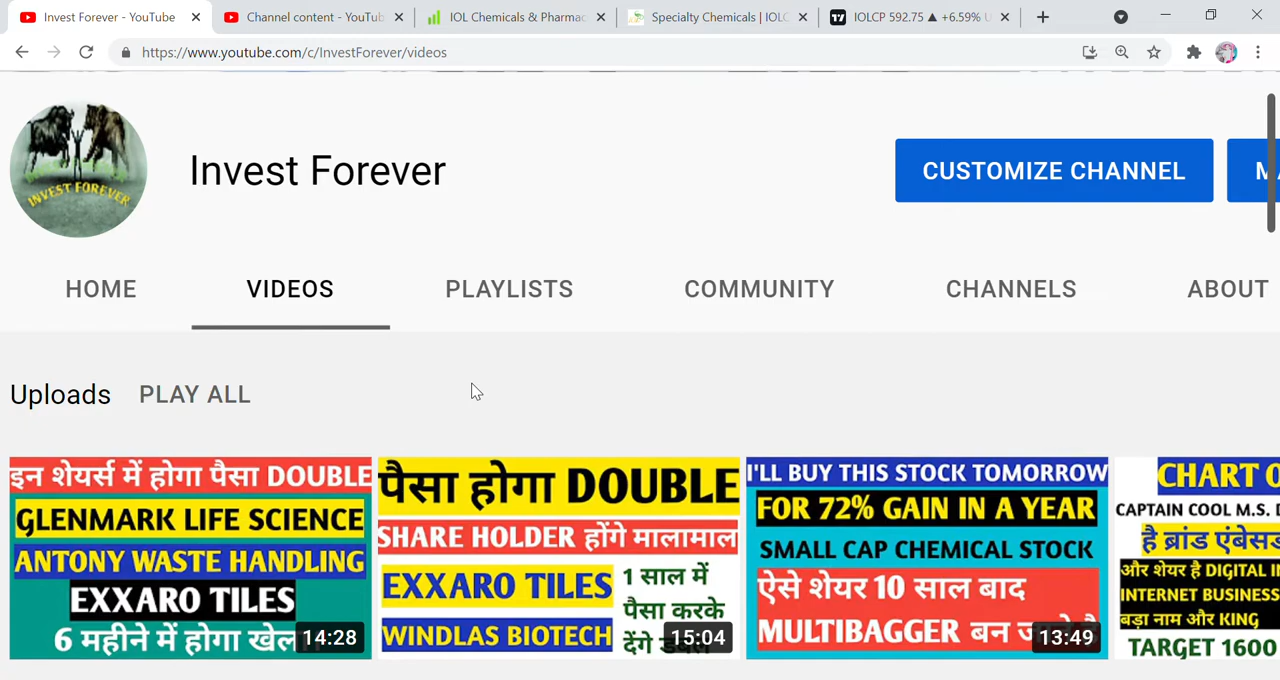 Invest Forever - YouTube
Channel content - YouTub
IOL Chemicals & Pharmac
Specialty Chemicals | IOLC
IOLCP 592.75 ▲ +6.59% U
https://www.youtube.com/c/InvestForever/videos
INVEST FOREVER
Invest Forever
CUSTOMIZE CHANNEL
HOME
VIDEOS
PLAYLISTS
COMMUNITY
CHANNELS
ABOUT
Uploads
PLAY ALL
इन शेयर्स में होगा पैसा DOUBLE
GLENMARK LIFE SCIENCE
ANTONY WASTE HANDLING
EXXARO TILES
6 महीने में होगा खेल
14:28
पैसा होगा DOUBLE
SHARE HOLDER होंगे मालामाल
EXXARO TILES
WINDLAS BIOTECH
1 साल में
पैसा करके
देंगे डबल
15:04
I'LL BUY THIS STOCK TOMORROW
FOR 72% GAIN IN A YEAR
SMALL CAP CHEMICAL STOCK
ऐसे शेयर 10 साल बाद
MULTIBAGGER बन
13:49
CHART O
CAPTAIN COOL M.S. D
है ब्रांड एंबेसड
और शेयर है DIGITAL IN
INTERNET BUSINESS
बड़ा नाम और KING
TARGET 1600